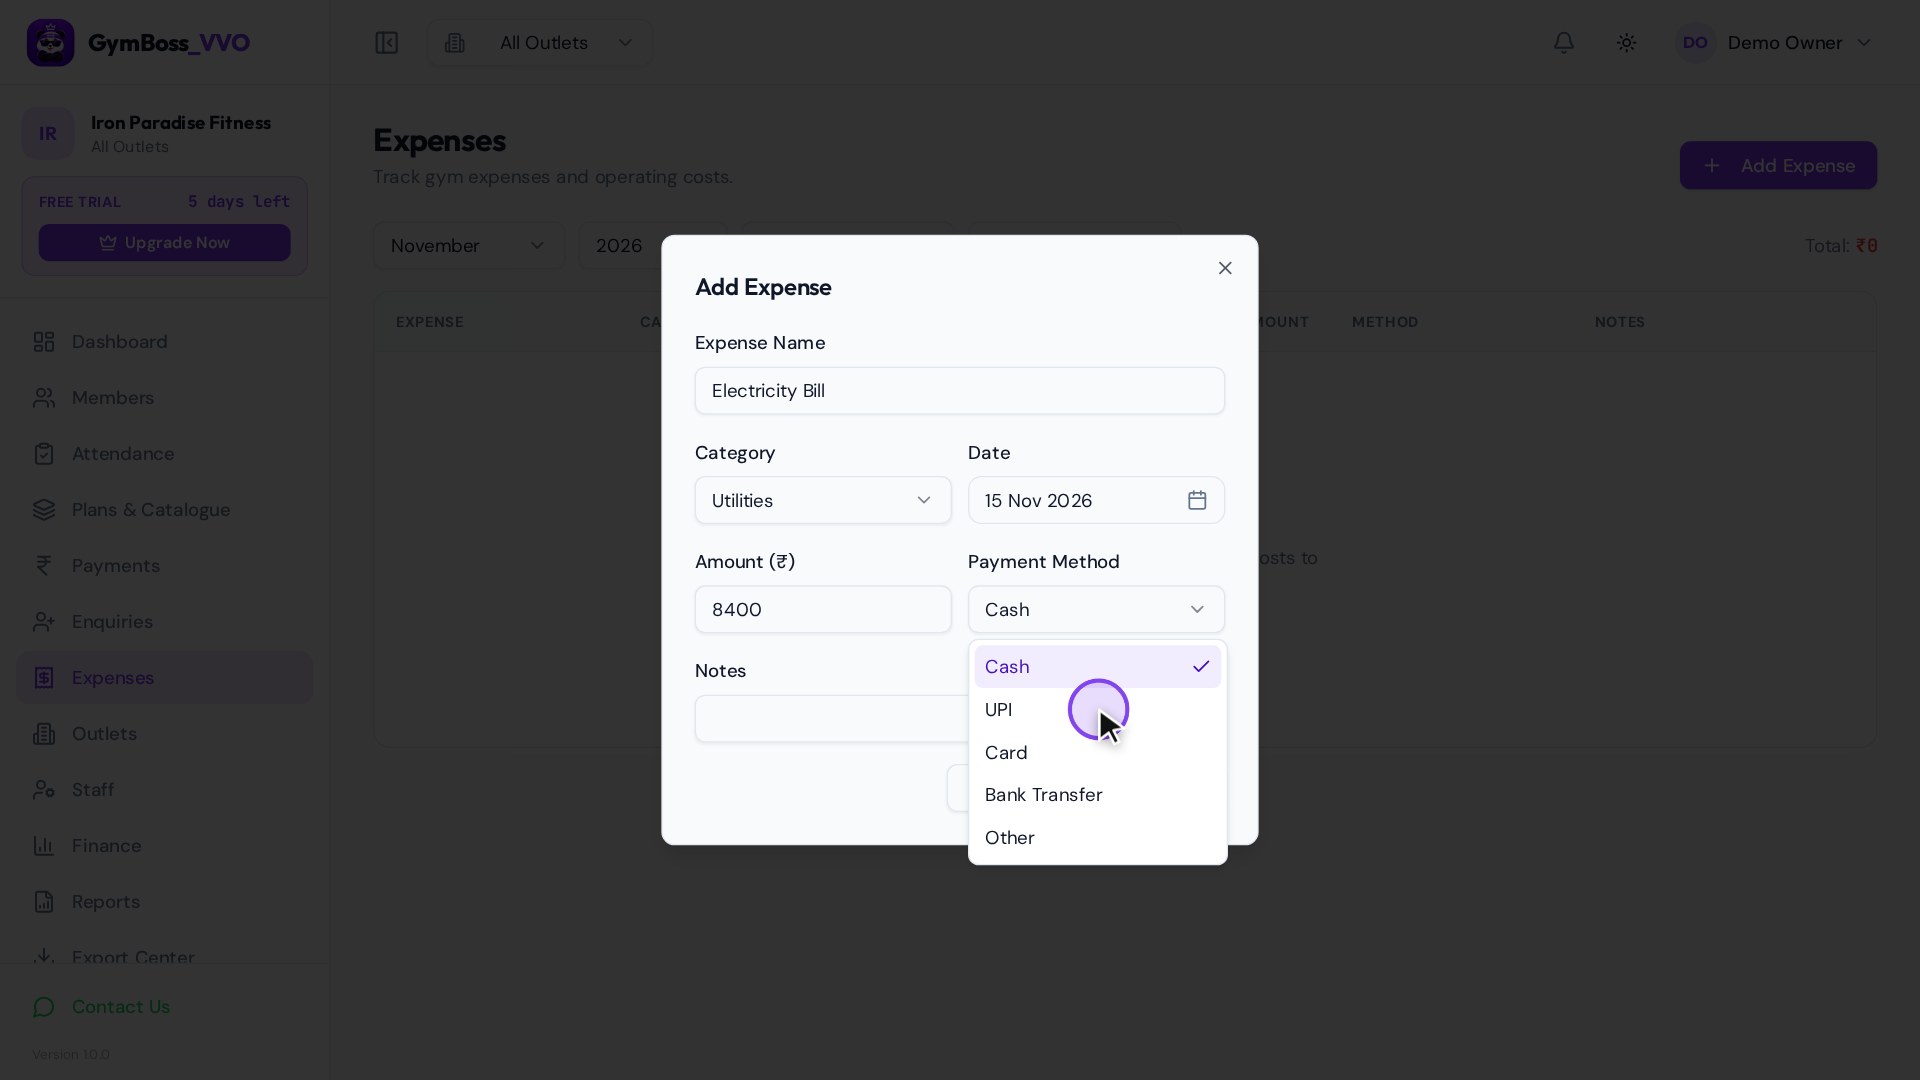 GymBoss_VVO
All Outlets
DO
Demo Owner
IR
Iron Paradise Fitness
All Outlets
FREE TRIAL
5 days left
Upgrade Now
Dashboard
Members
Attendance
Plans & Catalogue
Payments
Enquiries
Expenses
Outlets
Staff
Finance
Reports
Export Center
Contact Us
Version 1.0.0
Expenses
Track gym expenses and operating costs.
Add Expense
November
2026
Total: ₹0
EXPENSE
CA
MOUNT
METHOD
NOTES
osts to
Add Expense
Expense Name
Electricity Bill
Category
Date
Utilities
15 Nov 2026
Amount (₹)
Payment Method
8400
Cash
Notes
Cash
UPI
Card
Bank Transfer
Other